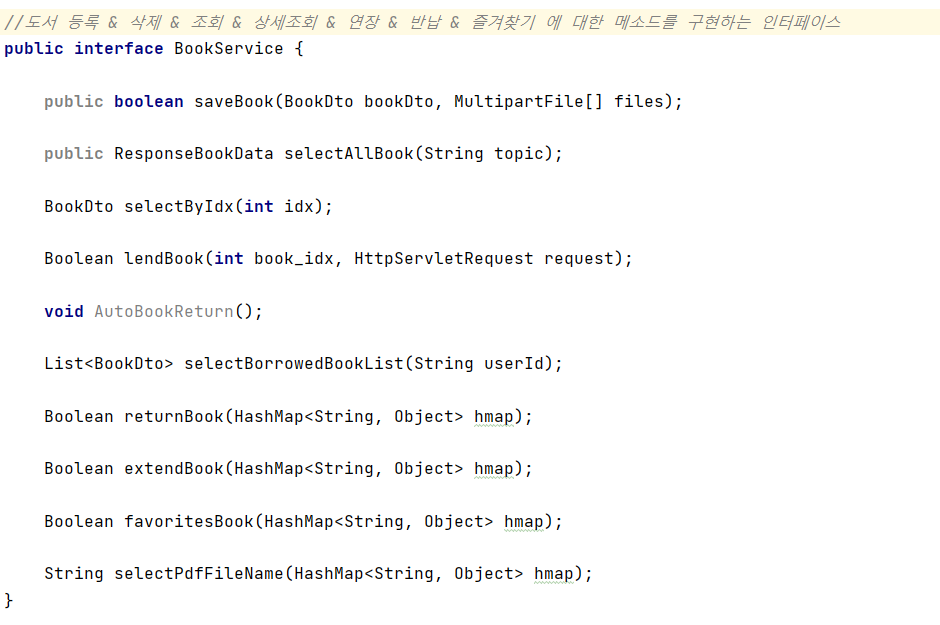 //도서 등록 & 삭제 & 조회 & 상세조회 & 연장 & 반납 & 즐겨찾기 에 대한 메소드를 구현하는 인터페이스
public interface BookService {
public boolean saveBook(BookDto bookDto, MultipartFile[] files);
public ResponseBookData selectAllBook(String topic);
BookDto selectByIdx(int idx);
Boolean lendBook(int book_idx, HttpServletRequest request);
void AutoBookReturn();
List<BookDto> selectBorrowedBookList(String userId);
Boolean returnBook(HashMap<String, Object> hmap);
Boolean extendBook(HashMap<String, Object> hmap);
Boolean favoritesBook(HashMap<String, Object> hmap);
String selectPdfFileName(HashMap<String, Object> hmap);
}